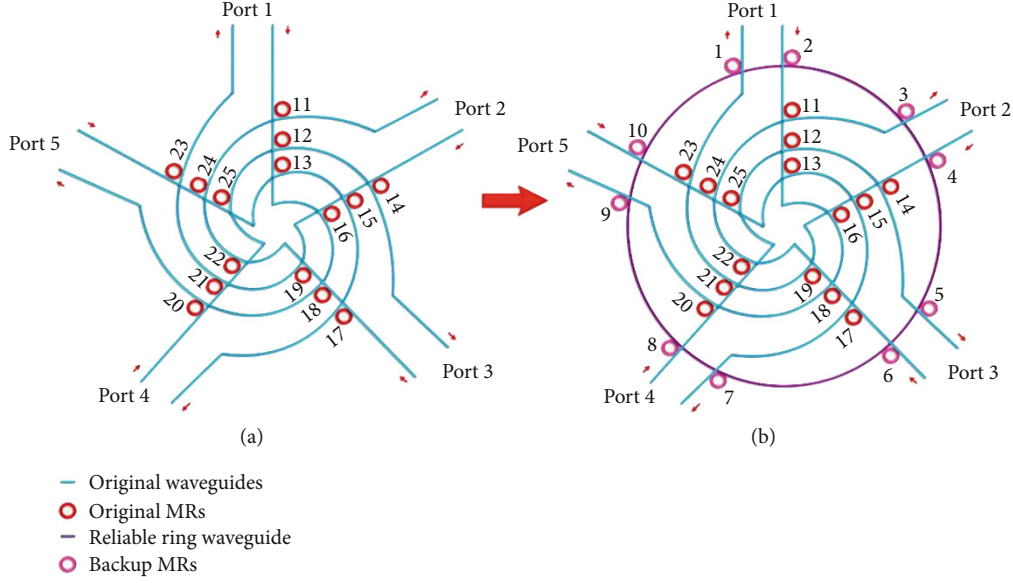 Port 1
Port 2
Port 3
Port 4
Port 5
11
12
13
14
15
16
17
18
19
20
21
22
23
24
25
(a)
Port 1
Port 2
Port 3
Port 4
Port 5
1
2
3
4
5
6
7
8
9
10
11
12
13
14
15
16
17
18
19
20
21
22
23
24
25
(b)
Original waveguides
Original MRs
Reliable ring waveguide
Backup MRs